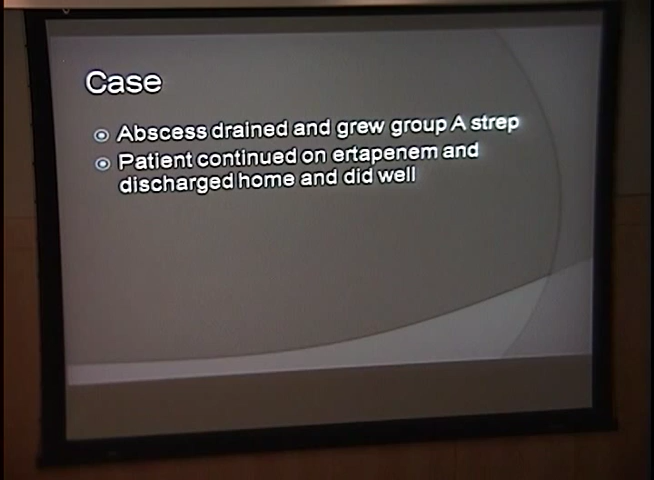 Case
Abscess drained and grew group A strep
Patient continued on ertapenem and
discharged home and did well